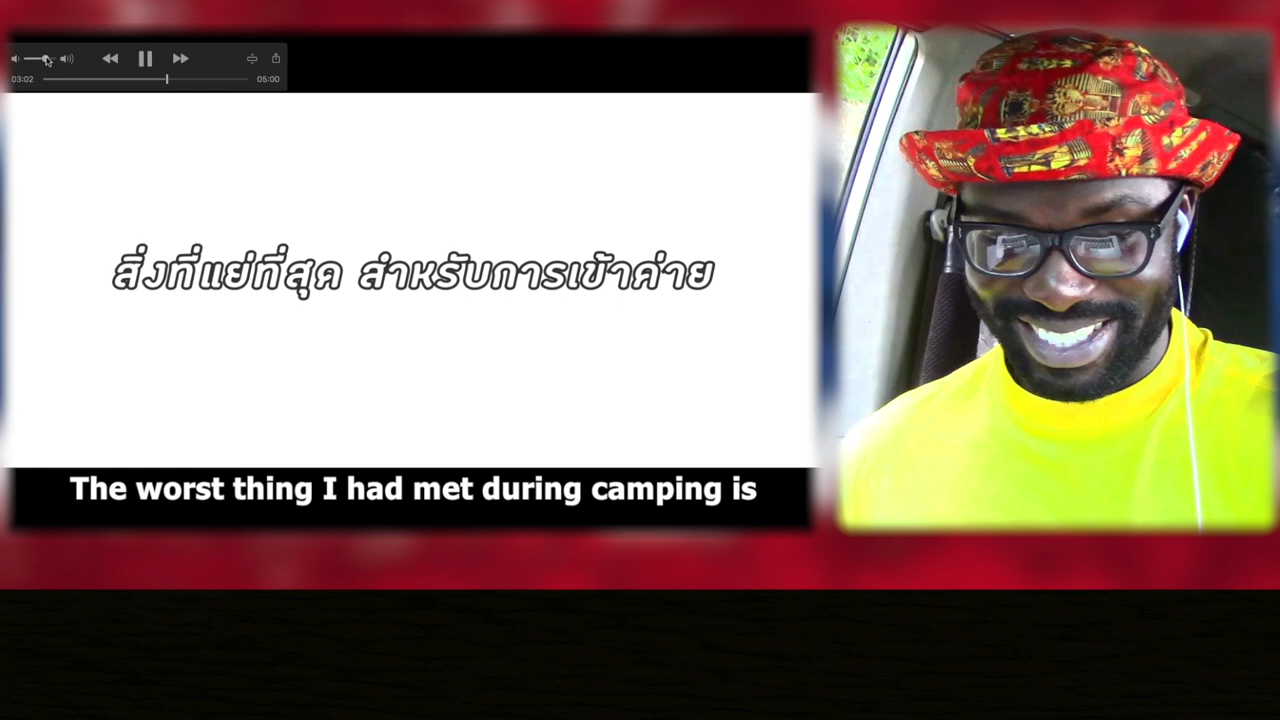 03:02
05:00
สิ่งที่แย่ที่สุด สำหรับการเข้าค่าย
The worst thing I had met during camping is